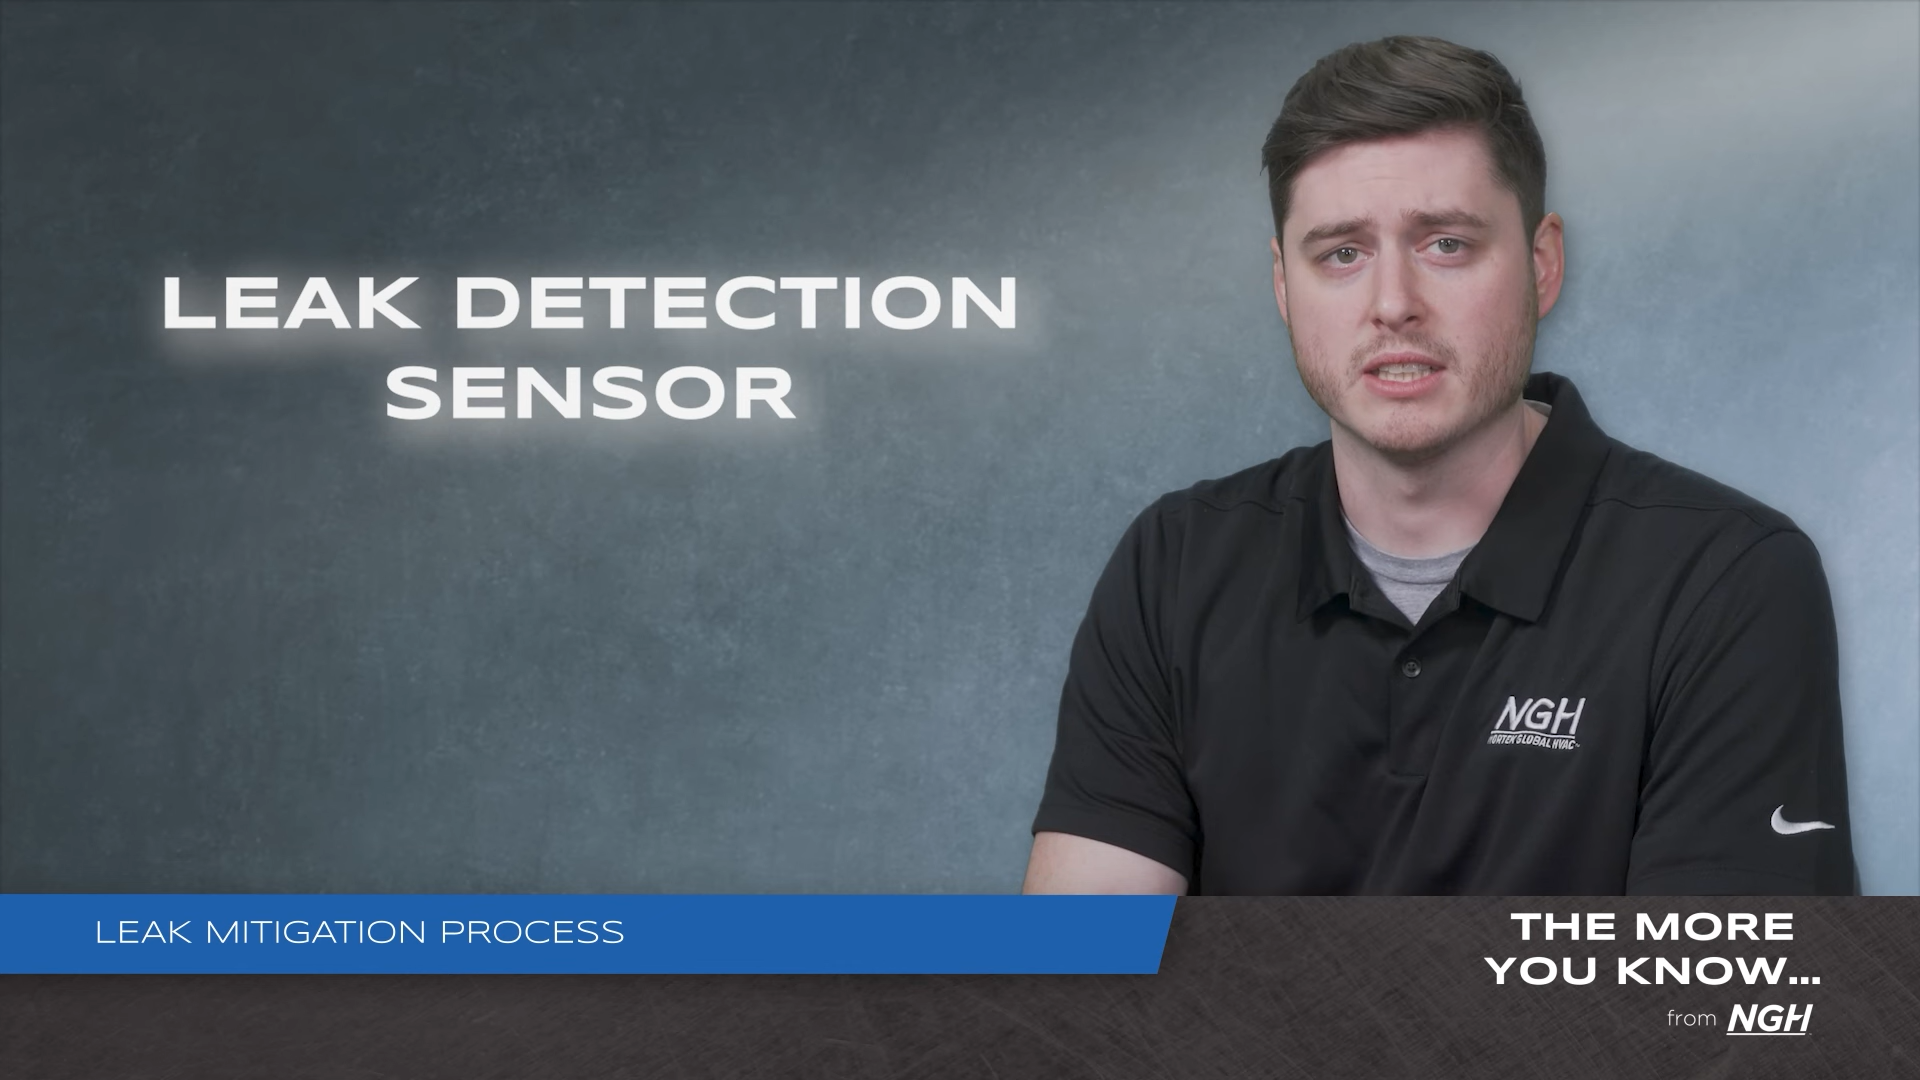 LEAK DETECTION
SENSOR
NGH
NORTEK GLOBAL HVAC
LEAK MITIGATION PROCESS
THE MORE
YOU KNOW...
from NGH